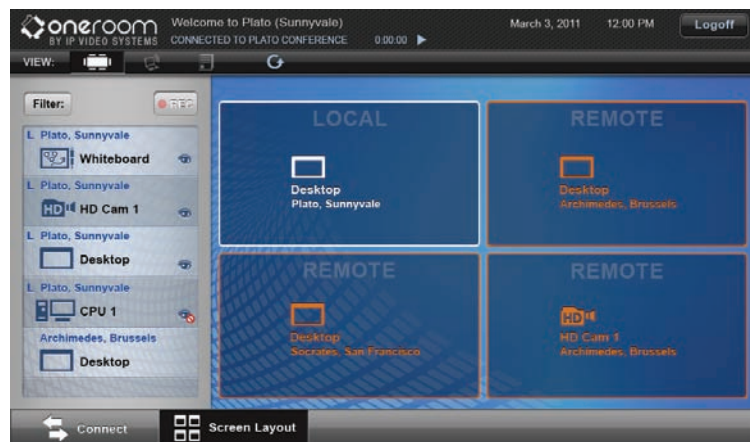 oneroom
BY IP VIDEO SYSTEMS
Welcome to Plato (Sunnyvale)
CONNECTED TO PLATO CONFERENCE 0:00:00
March 3, 2011 12:00 PM
Logoff
VIEW:
Filter:
REC
L Plato, Sunnyvale
Whiteboard
L Plato, Sunnyvale
HD HD Cam 1
L Plato, Sunnyvale
Desktop
L Plato, Sunnyvale
CPU 1
Archimedes, Brussels
Desktop
LOCAL
Desktop
Plato, Sunnyvale
REMOTE
Desktop
Archimedes, Brussels
REMOTE
Desktop
Socrates, San Francisco
REMOTE
HD
HD Cam 1
Archimedes, Brussels
Connect
Screen Layout